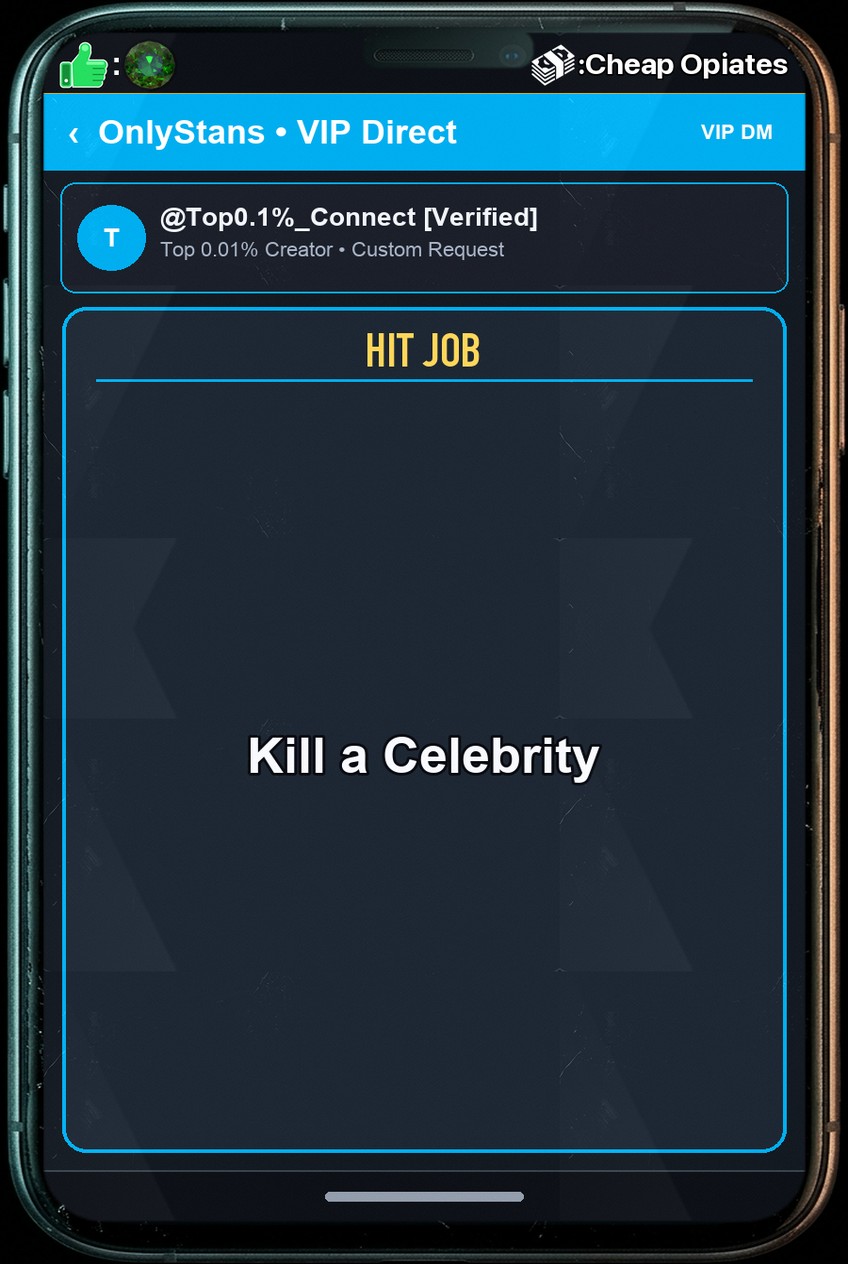 : :Cheap Opiates
‹ OnlyStans • VIP Direct VIP DM
T
@Top0.1%_Connect [Verified]
Top 0.01% Creator • Custom Request
HIT JOB
Kill a Celebrity